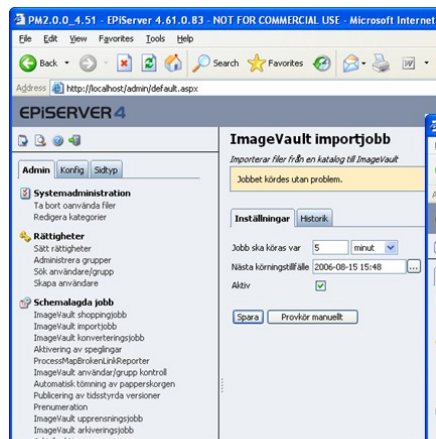 PM2.0.0_4.51 - EPiServer 4.61.0.83 - NOT FOR COMMERCIAL USE - Microsoft Internet
File Edit View Favorites Tools Help
Back Search Favorites
Address http://localhost/admin/default.aspx
EPiSERVER 4
Admin Konfig Sidtyp
Systemadministration
Ta bort oanvända filer
Redigera kategorier
Rättigheter
Sätt rättigheter
Administrera grupper
Sök användare/grupp
Skapa användare
Schemalagda jobb
ImageVault shoppingjobb
ImageVault importjobb
ImageVault konverteringsjobb
Aktivering av speglingar
ProcessMapBrokenLinkReporter
ImageVault användar/grupp kontroll
Automatisk tömning av papperskorgen
Publicering av tidsstyrda versioner
Prenumeration
ImageVault upprensningsjobb
ImageVault arkiveringsjobb
ImageVault importjobb
Importerar filer från en katalog till ImageVault
Jobbet kördes utan problem.
Inställningar Historik
Jobb ska köras var 5 minut
Nästa körningstillfälle 2006-08-15 15:48 ...
Aktiv
Spara Provkör manuellt